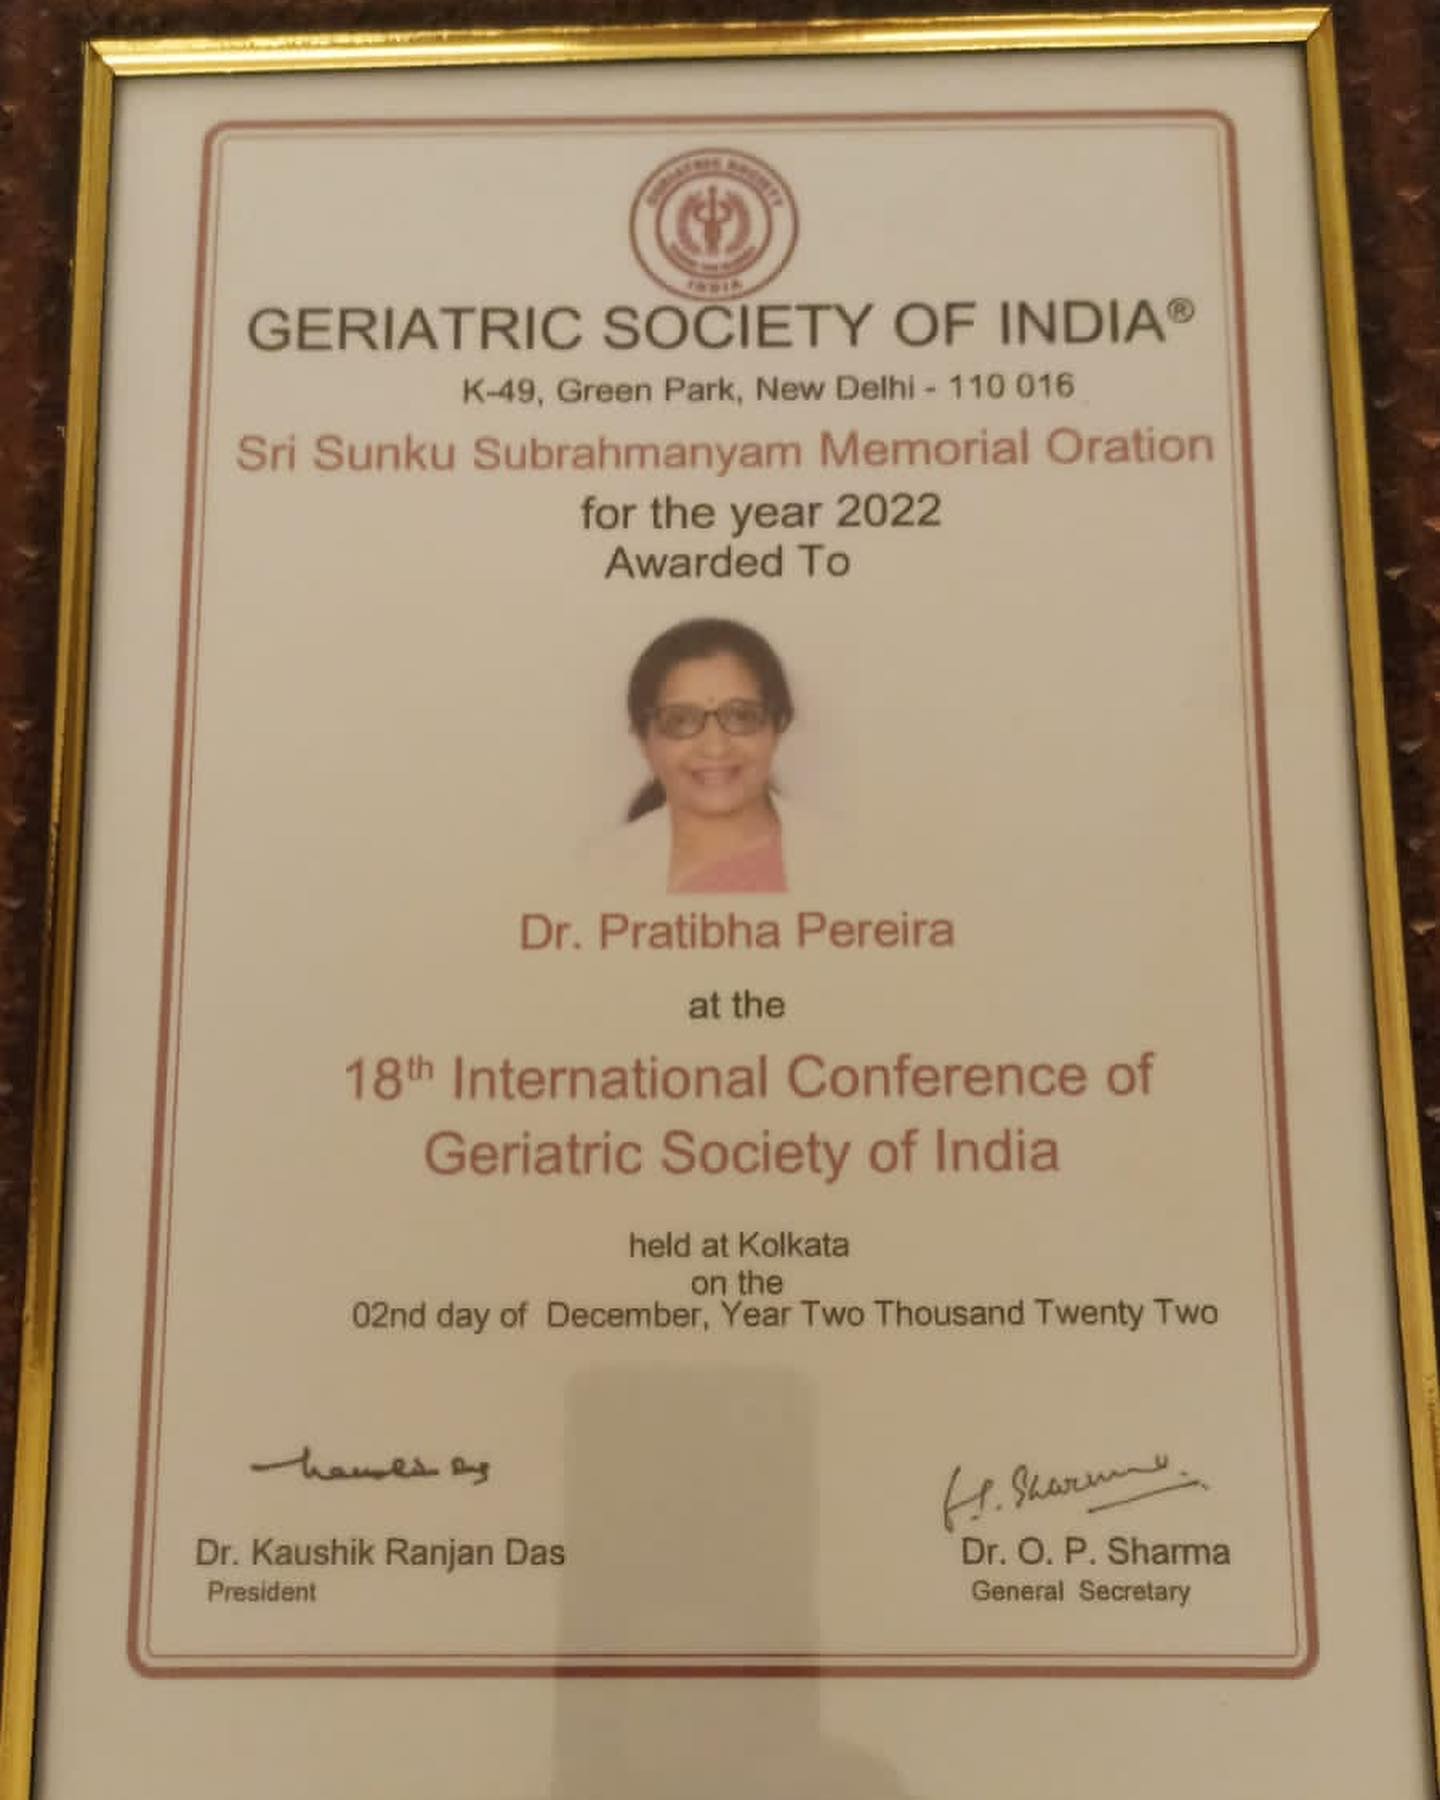 GERIATRIC SOCIETY
INDIA
GERIATRIC SOCIETY OF INDIA®
K-49, Green Park, New Delhi - 110 016
Sri Sunku Subrahmanyam Memorial Oration
for the year 2022
Awarded To
Dr. Pratibha Pereira
at the
18th International Conference of
Geriatric Society of India
held at Kolkata
on the
02nd day of December, Year Two Thousand Twenty Two
Dr. Kaushik Ranjan Das
President
Dr. O. P. Sharma
General Secretary